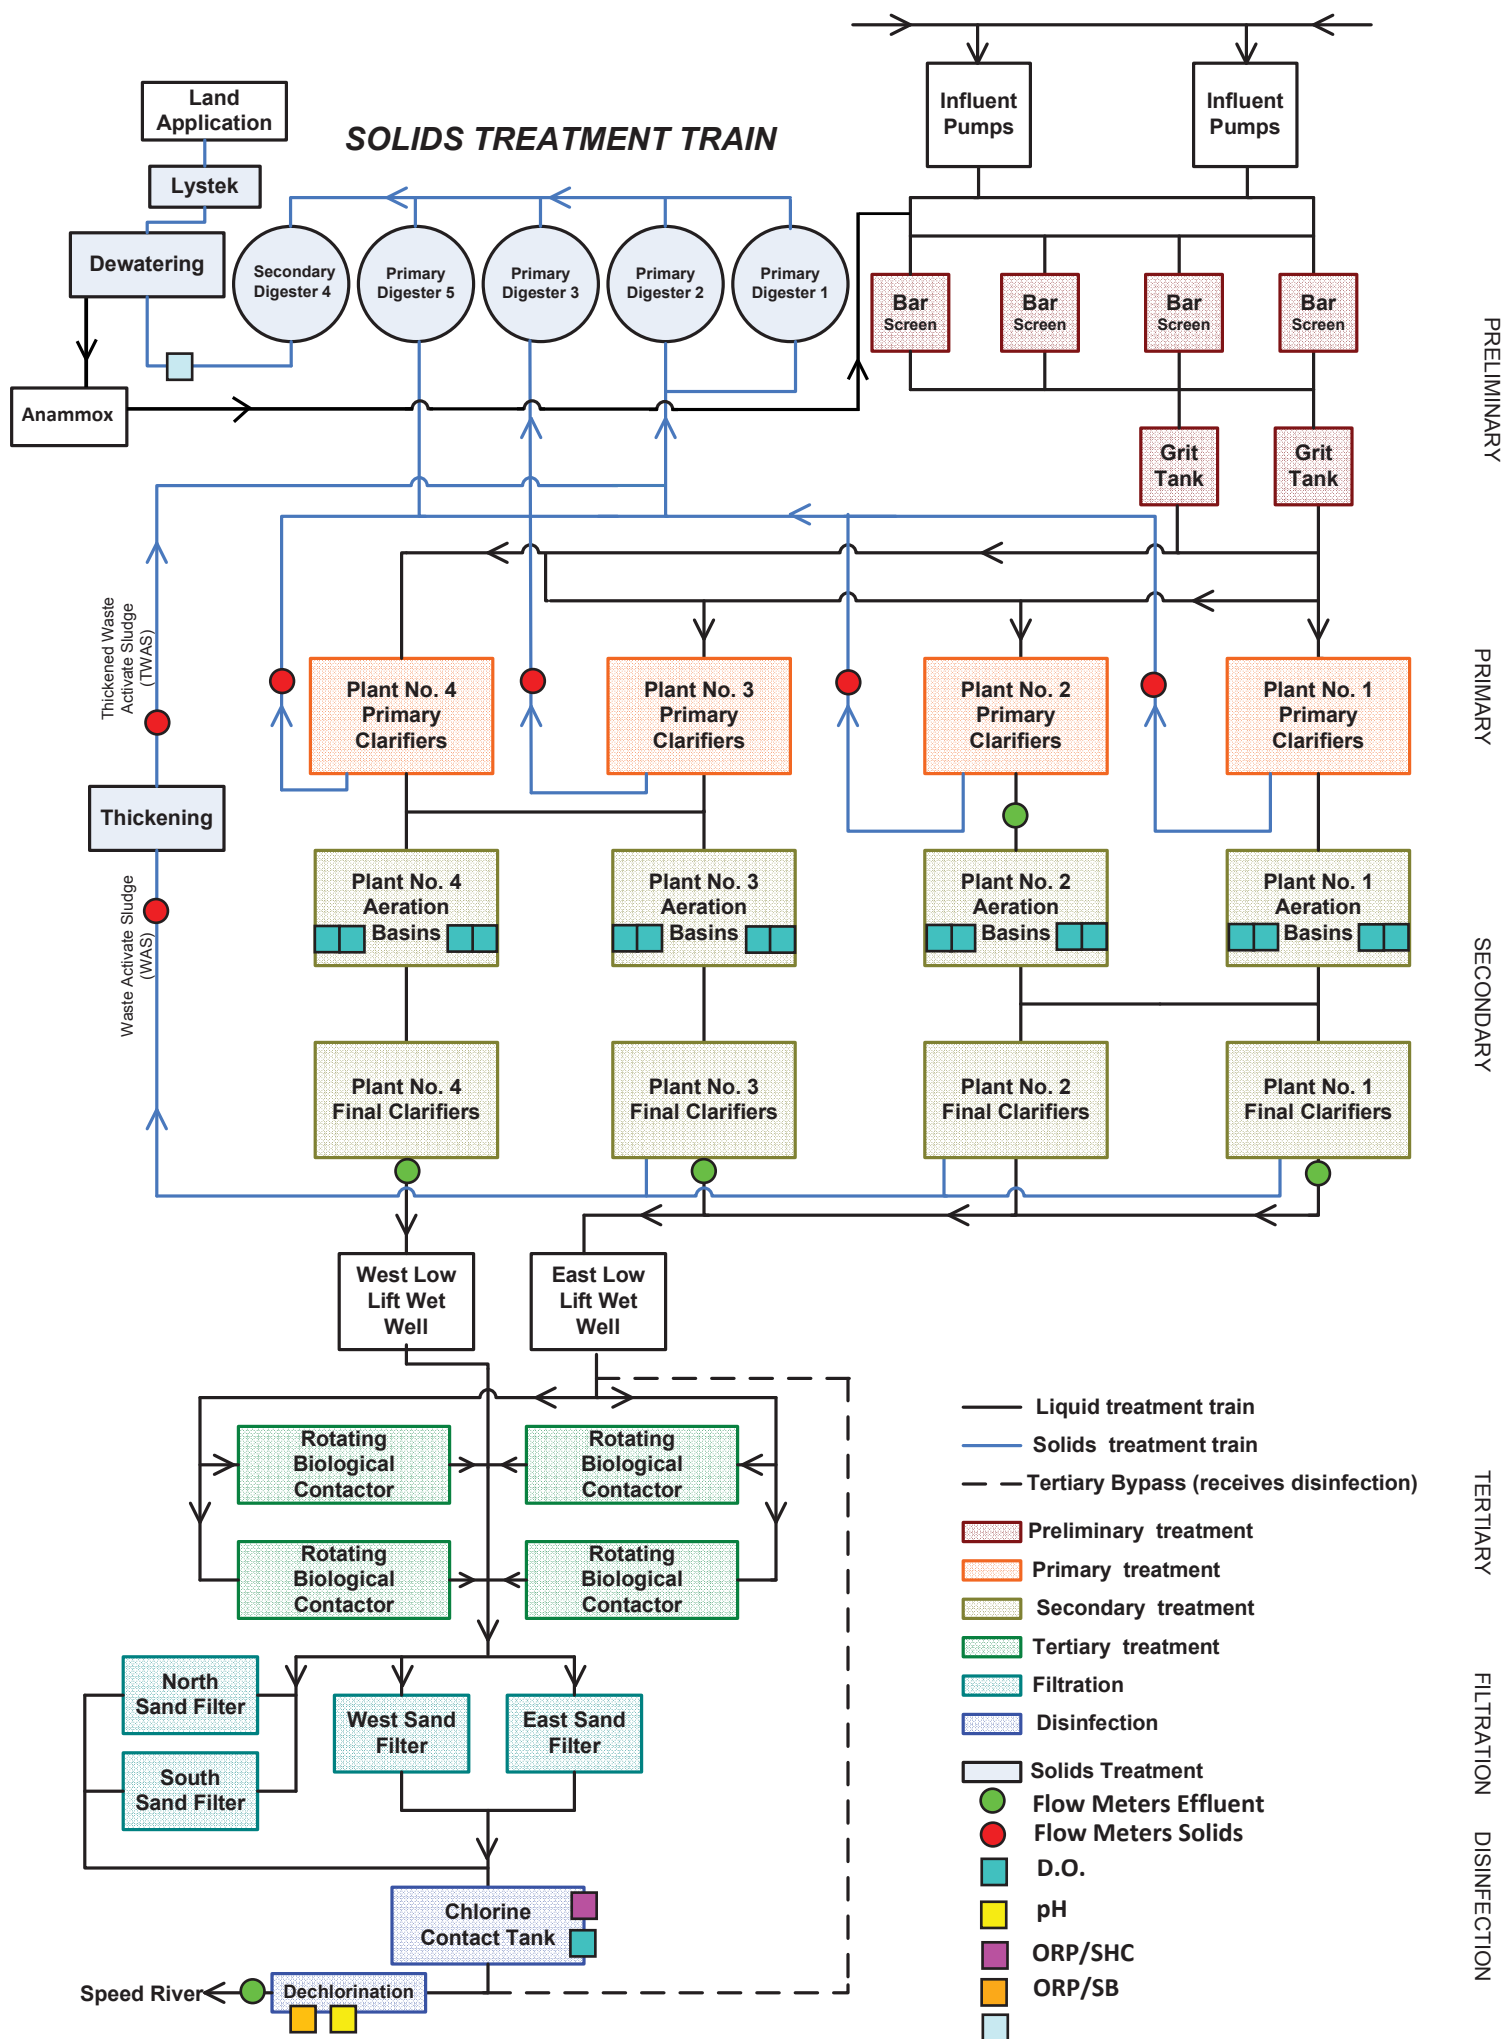 Land
Application
SOLIDS TREATMENT TRAIN
Influent
Pumps
Influent
Pumps
Lystek
Dewatering
Secondary
Digester 4
Primary
Digester 5
Primary
Digester 3
Primary
Digester 2
Primary
Digester 1
Bar
Screen
Bar
Screen
Bar
Screen
Bar
Screen
PRELIMINARY
Anammox
Grit
Tank
Grit
Tank
Thickened Waste
Activate Sludge
(TWAS)
Plant No. 4
Primary
Clarifiers
Plant No. 3
Primary
Clarifiers
Plant No. 2
Primary
Clarifiers
Plant No. 1
Primary
Clarifiers
PRIMARY
Thickening
Waste Activate Sludge
(WAS)
Plant No. 4
Aeration
Basins
Plant No. 3
Aeration
Basins
Plant No. 2
Aeration
Basins
Plant No. 1
Aeration
Basins
SECONDARY
Plant No. 4
Final Clarifiers
Plant No. 3
Final Clarifiers
Plant No. 2
Final Clarifiers
Plant No. 1
Final Clarifiers
West Low
Lift Wet
Well
East Low
Lift Wet
Well
Rotating
Biological
Contactor
Rotating
Biological
Contactor
Rotating
Biological
Contactor
Rotating
Biological
Contactor
Liquid treatment train
Solids treatment train
Tertiary Bypass (receives disinfection)
Preliminary treatment
Primary treatment
Secondary treatment
Tertiary treatment
Filtration
Disinfection
Solids Treatment
Flow Meters Effluent
Flow Meters Solids
D.O.
pH
ORP/SHC
ORP/SB
TERTIARY
FILTRATION
DISINFECTION
North
Sand Filter
South
Sand Filter
West Sand
Filter
East Sand
Filter
Chlorine
Contact Tank
Speed River
Dechlorination